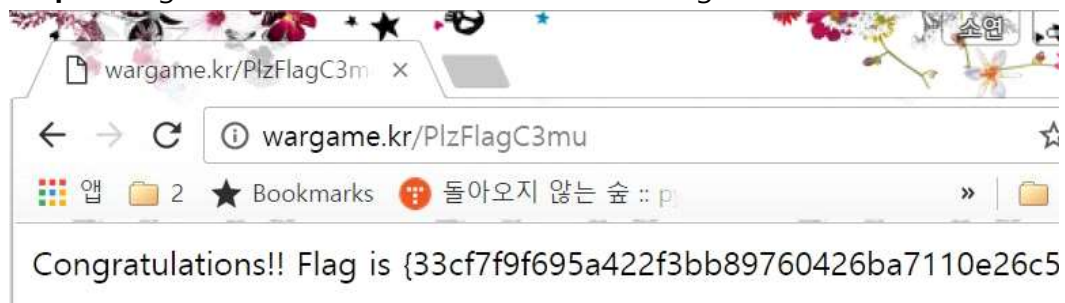 소연
wargame.kr/PlzFlagC3m
wargame.kr/PlzFlagC3mu
앱 2 Bookmarks 돌아오지 않는 숲 :: p
Congratulations!! Flag is {33cf7f9f695a422f3bb89760426ba7110e26c5